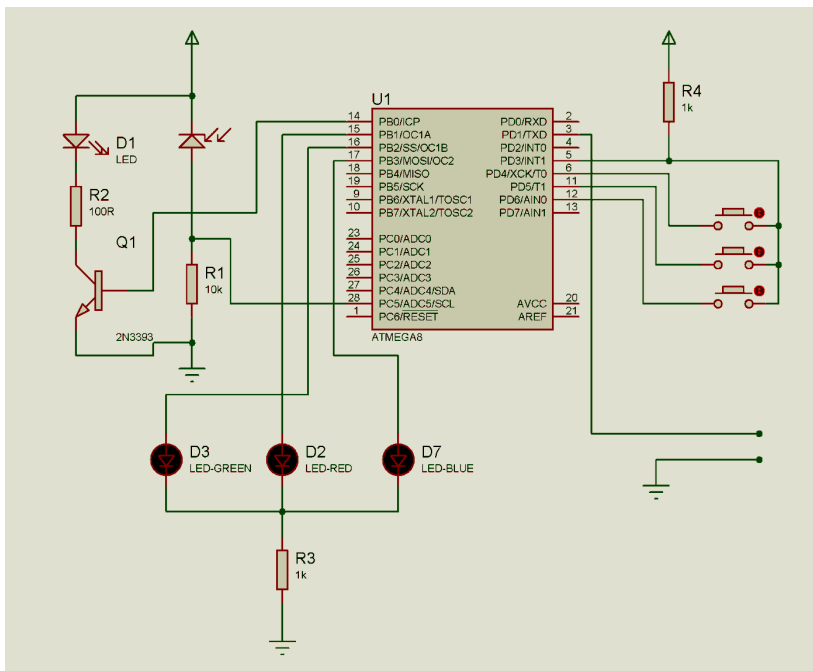 R4
1k
U1
D1
LED
14
PB0/ICP
PD0/RXD
2
15
PB1/OC1A
PD1/TXD
3
16
PB2/SS/OC1B
PD2/INT0
4
17
PB3/MOSI/OC2
PD3/INT1
5
18
PB4/MISO
PD4/XCK/T0
6
19
PB5/SCK
PD5/T1
11
9
PB6/XTAL1/TOSC1
PD6/AIN0
12
10
PB7/XTAL2/TOSC2
PD7/AIN1
13
R2
100R
Q1
2N3393
R1
10k
23
PC0/ADC0
24
PC1/ADC1
25
PC2/ADC2
26
PC3/ADC3
27
PC4/ADC4/SDA
28
PC5/ADC5/SCL
AVCC
20
1
PC6/RESET
AREF
21
ATMEGA8
D3
LED-GREEN
D2
LED-RED
D7
LED-BLUE
R3
1k